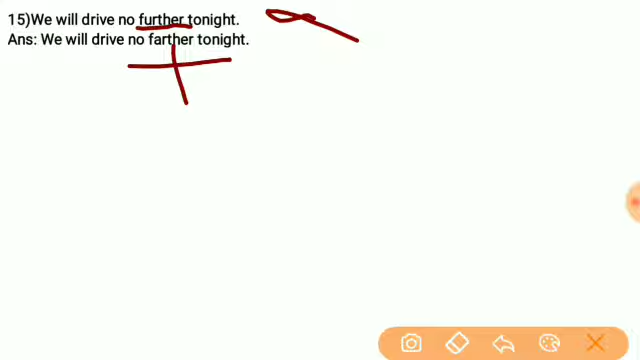 15)We will drive no further tonight.
Ans: We will drive no farther tonight.